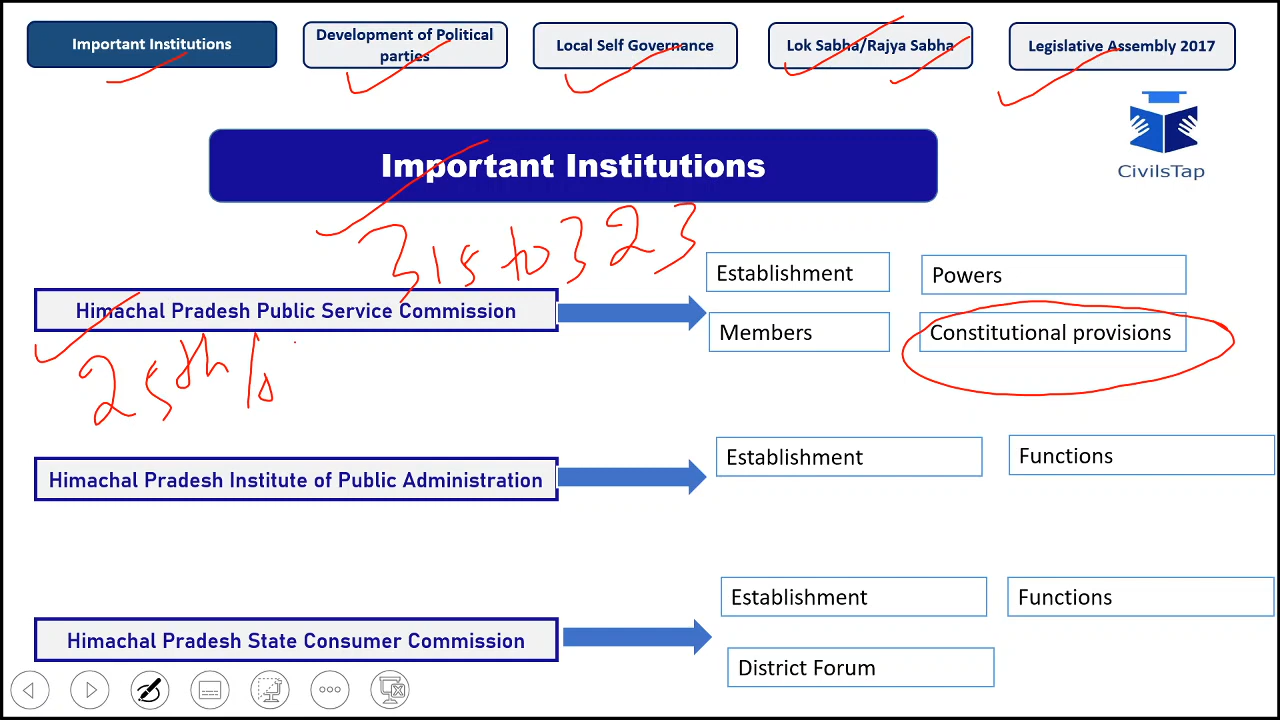 Important Institutions
Development of Political
parties
Local Self Governance
Lok Sabha/Rajya Sabha
Legislative Assembly 2017
CivilsTap
Important Institutions
315 to 323
Himachal Pradesh Public Service Commission
Establishment
Powers
Members
Constitutional provisions
25th
Himachal Pradesh Institute of Public Administration
Establishment
Functions
Himachal Pradesh State Consumer Commission
Establishment
Functions
District Forum